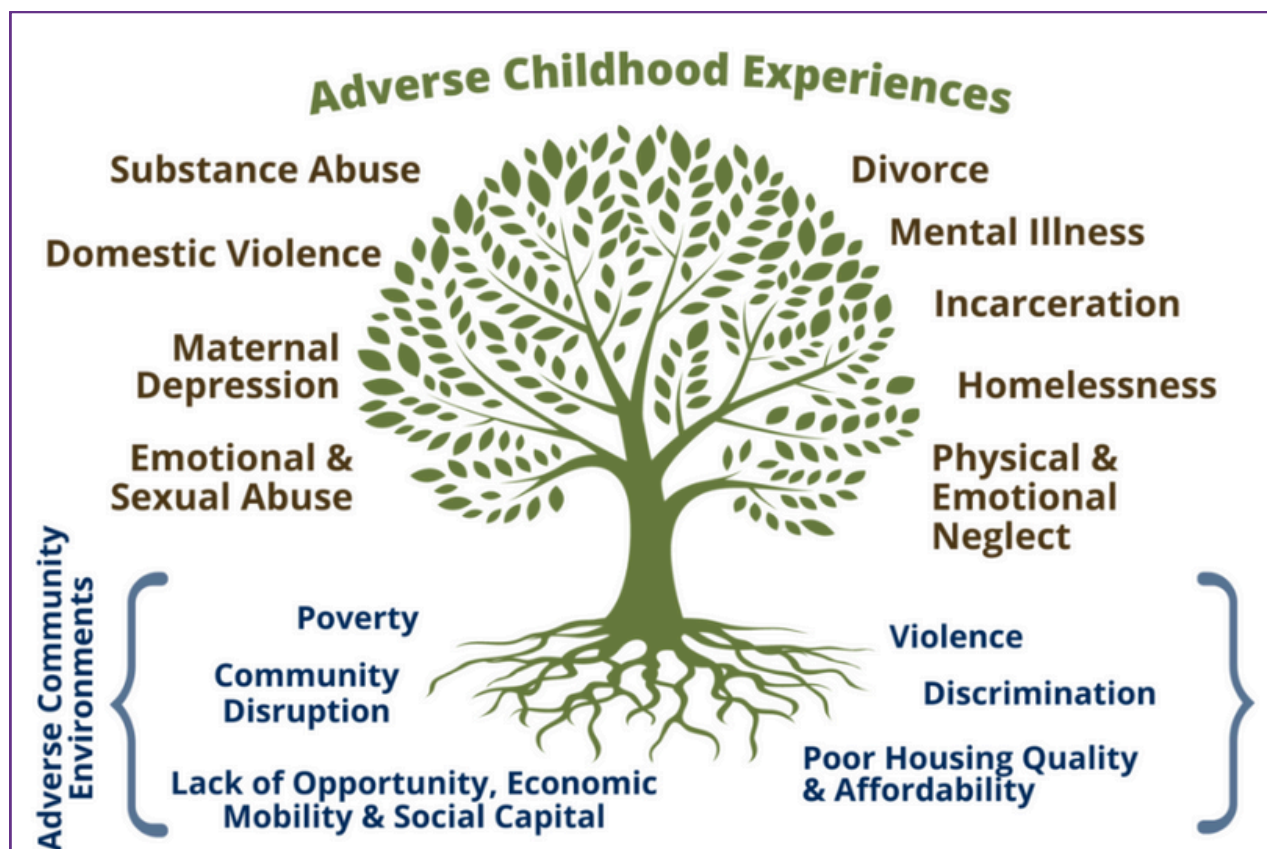 Adverse Childhood Experiences
Substance Abuse
Domestic Violence
Maternal
Depression
Emotional &
Sexual Abuse
Divorce
Mental Illness
Incarceration
Homelessness
Physical &
Emotional
Neglect
Adverse Community
Environments
Poverty
Community
Disruption
Lack of Opportunity, Economic
Mobility & Social Capital
Violence
Discrimination
Poor Housing Quality
& Affordability